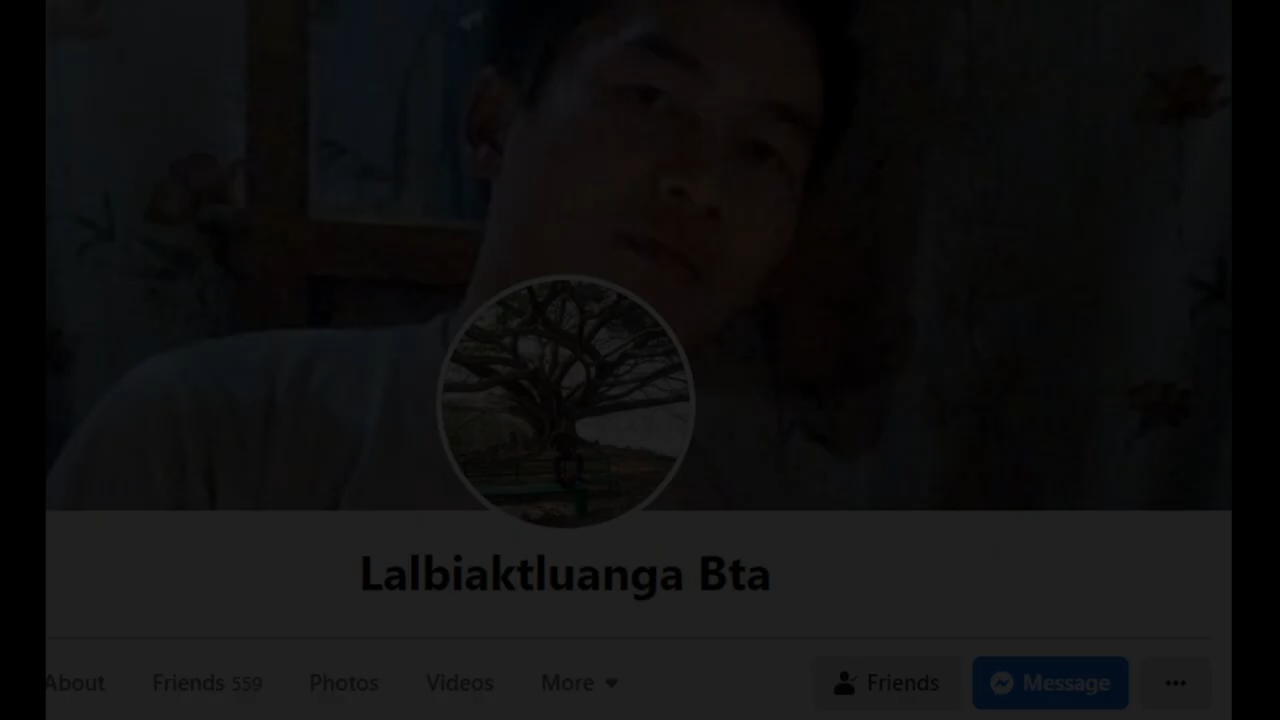 Lalbiaktluanga Bta
About Friends 559 Photos Videos More Friends Message